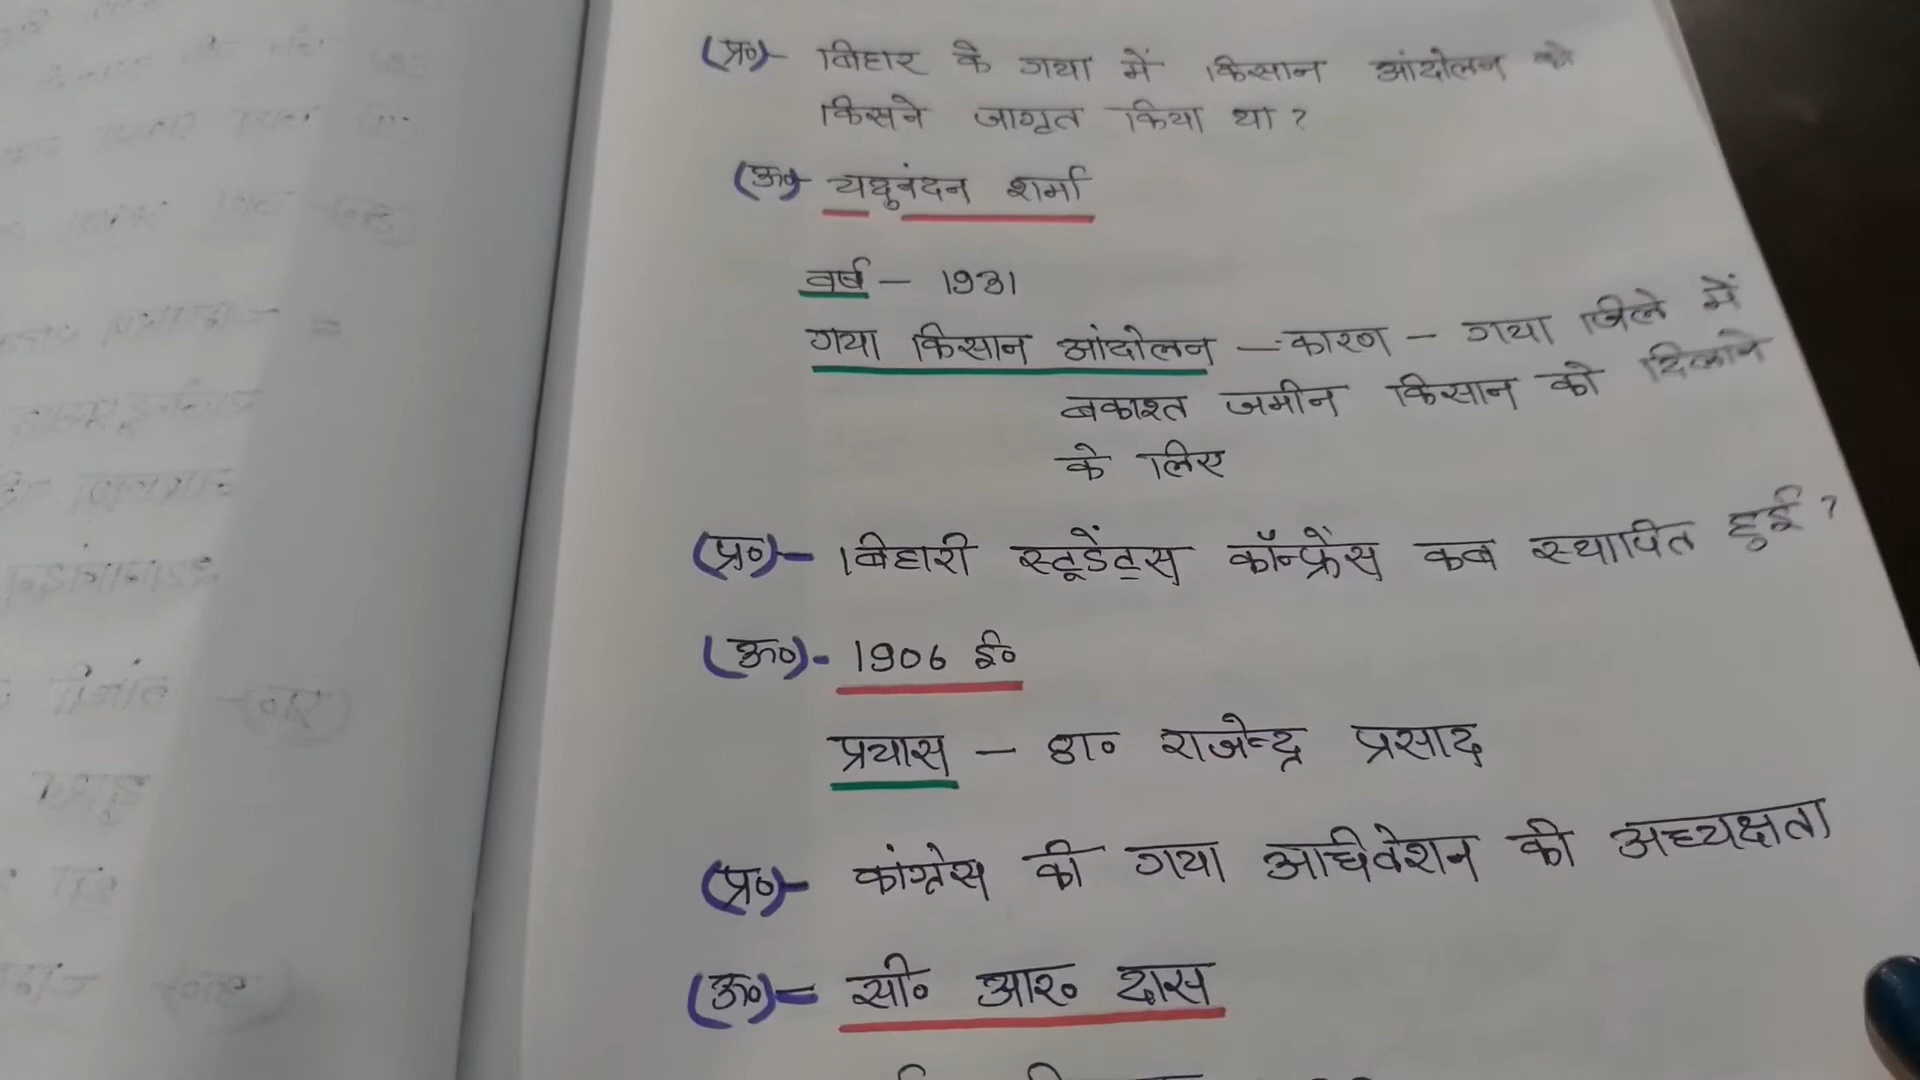 (प्र०)- बिहार के गया में किसान आंदोलन को
किसने जागृत किया था?
(उ०)- यदुनंदन शर्मा
वर्ष - 1931
गया किसान आंदोलन - कारण - गया जिले में
बकाश्त जमीन किसान को दिलाने
के लिए
(प्र०)- बिहारी स्टूडेंट्स कॉन्फ्रेंस कब स्थापित हुई?
(उ०)- 1906 ई०
प्रयास - डा० राजेन्द्र प्रसाद
(प्र०)- कांग्रेस की गया अधिवेशन की अध्यक्षता
(उ०)- सी० आर० दास